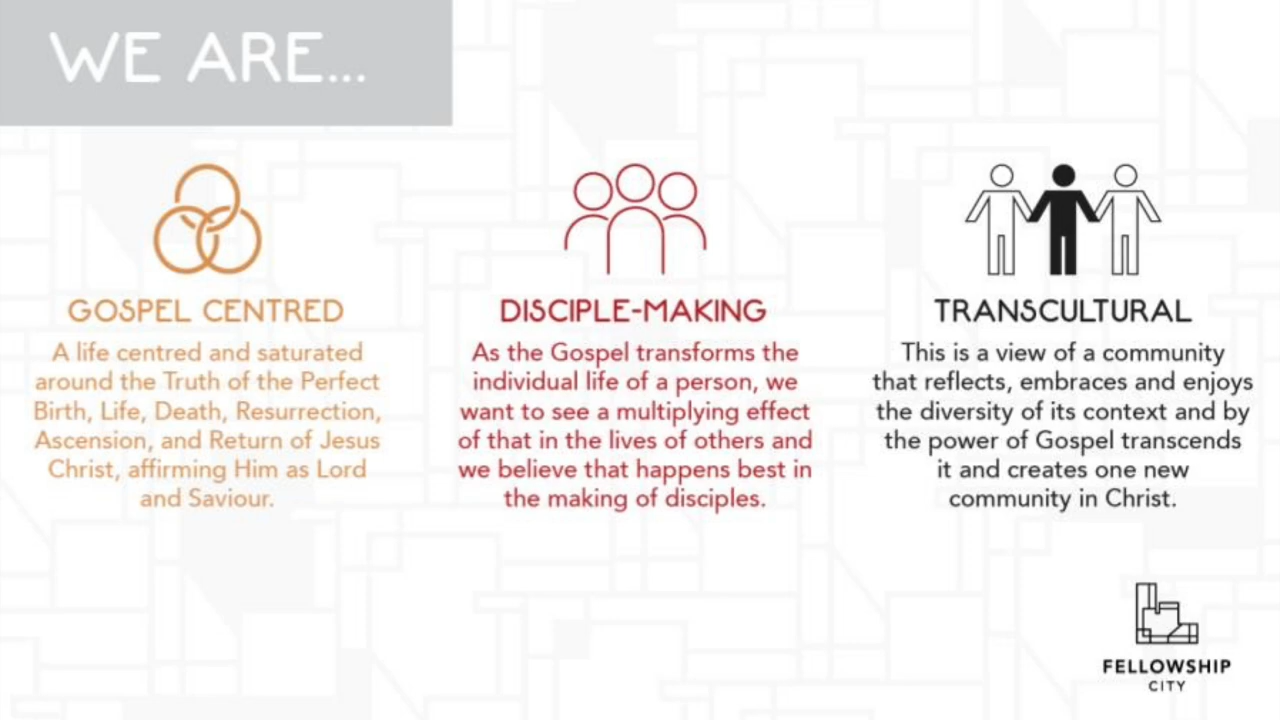 WE ARE...
GOSPEL CENTRED
A life centred and saturated
around the Truth of the Perfect
Birth, Life, Death, Resurrection,
Ascension, and Return of Jesus
Christ, affirming Him as Lord
and Saviour.
DISCIPLE-MAKING
As the Gospel transforms the
individual life of a person, we
want to see a multiplying effect
of that in the lives of others and
we believe that happens best in
the making of disciples.
TRANSCULTURAL
This is a view of a community
that reflects, embraces and enjoys
the diversity of its context and by
the power of Gospel transcends
it and creates one new
community in Christ.
FELLOWSHIP
CITY